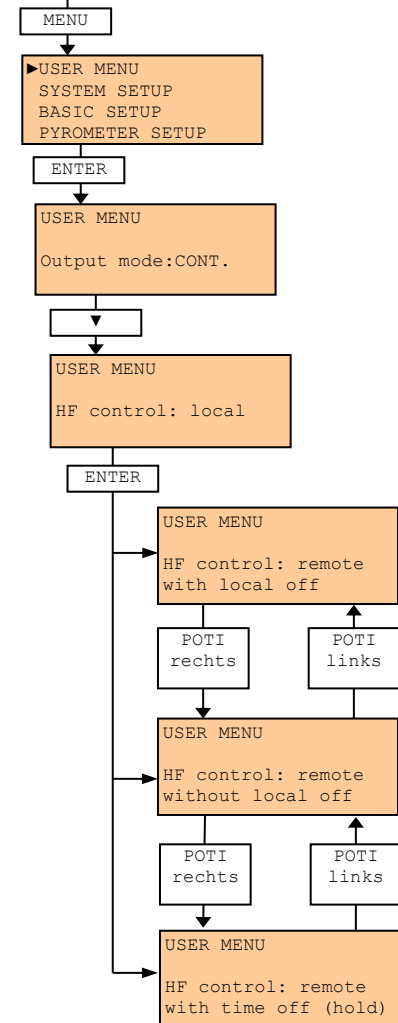 MENU
►USER MENU
SYSTEM SETUP
BASIC SETUP
PYROMETER SETUP
ENTER
USER MENU
Output mode:CONT.
▼
USER MENU
HF control: local
ENTER
USER MENU
HF control: remote
with local off
POTI
rechts
POTI
links
USER MENU
HF control: remote
without local off
POTI
rechts
POTI
links
USER MENU
HF control: remote
with time off (hold)